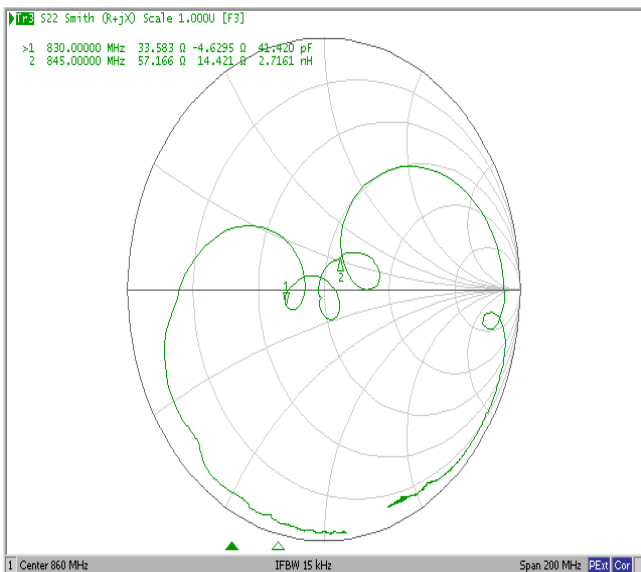 Tr3 S22 Smith (R+jX) Scale 1.000U [F3]
>1 830.00000 MHz 33.583 Ω -4.6295 Ω 41.420 pF
2 845.00000 MHz 57.166 Ω 14.421 Ω 2.7161 nH
1
2
1 Center 860 MHz IFBW 15 kHz Span 200 MHz PExt Cor